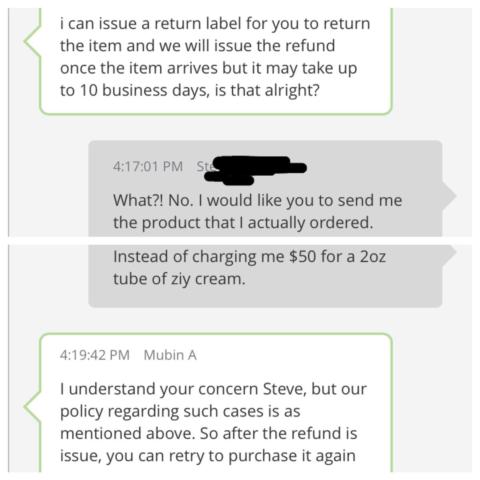 i can issue a return label for you to return
the item and we will issue the refund
once the item arrives but it may take up
to 10 business days, is that alright?
4:17:01 PM
What?! No. I would like you to send me
the product that I actually ordered.
Instead of charging me $50 for a 2oz
tube of ziy cream.
4:19:42 PM Mubin A
I understand your concern Steve, but our
policy regarding such cases is as
mentioned above. So after the refund is
issue, you can retry to purchase it again